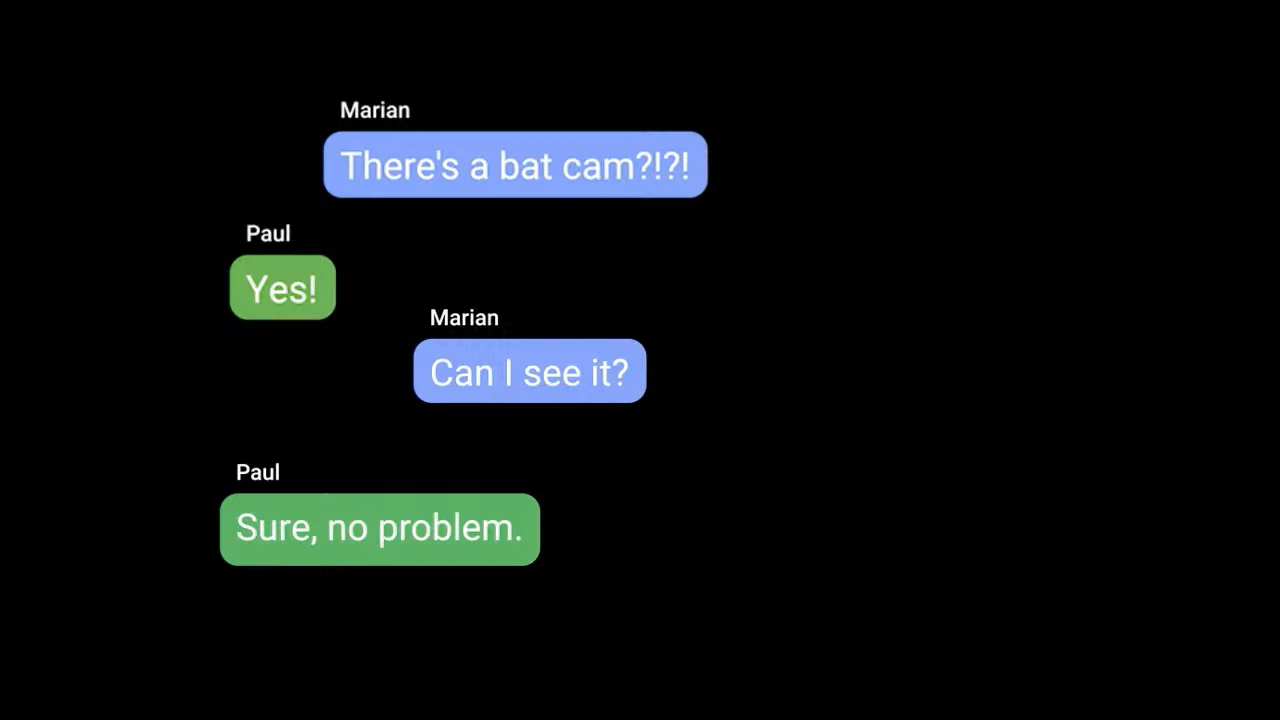 Marian
There's a bat cam?!?!
Paul
Yes!
Marian
Can I see it?
Paul
Sure, no problem.